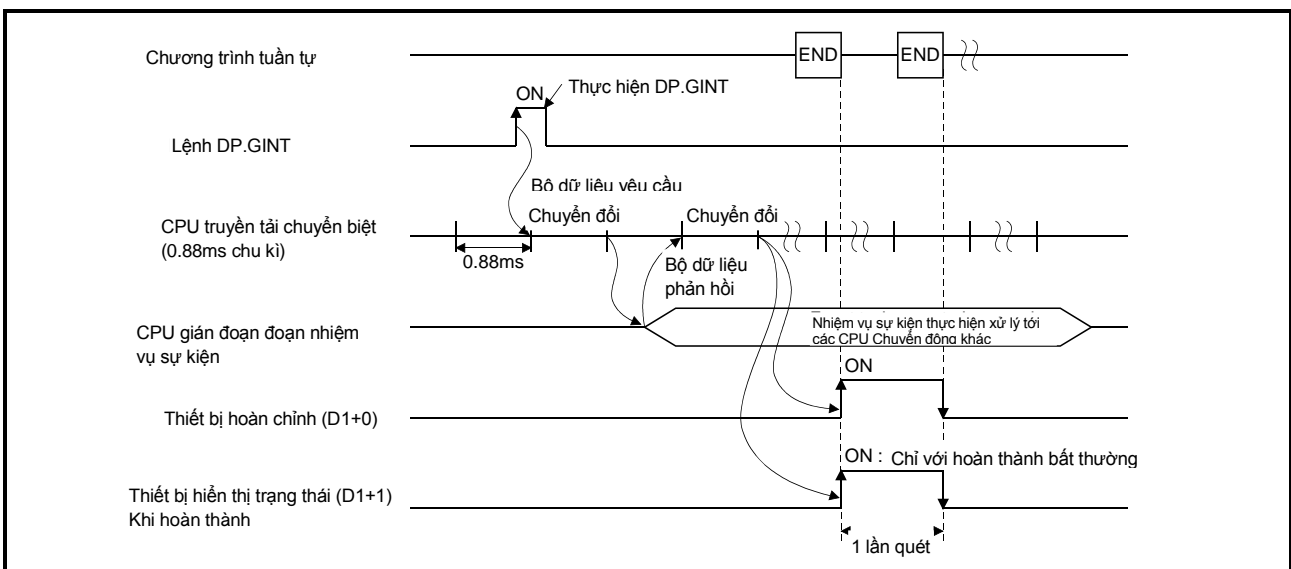 Chương trình tuần tự
END
END
ON
Thực hiện DP.GINT
Lệnh DP.GINT
Bộ dữ liệu yêu cầu
Chuyển đổi
Chuyển đổi
CPU truyền tải chuyển biệt
(0.88ms chu kì)
0.88ms
Bộ dữ liệu
phản hồi
CPU gián đoạn đoạn nhiệm
vụ sự kiện
Nhiệm vụ sự kiện thực hiện xử lý tới
các CPU Chuyển động khác
ON
Thiết bị hoàn chỉnh (D1+0)
ON : Chỉ với hoàn thành bất thường
Thiết bị hiển thị trạng thái (D1+1)
Khi hoàn thành
1 lần quét